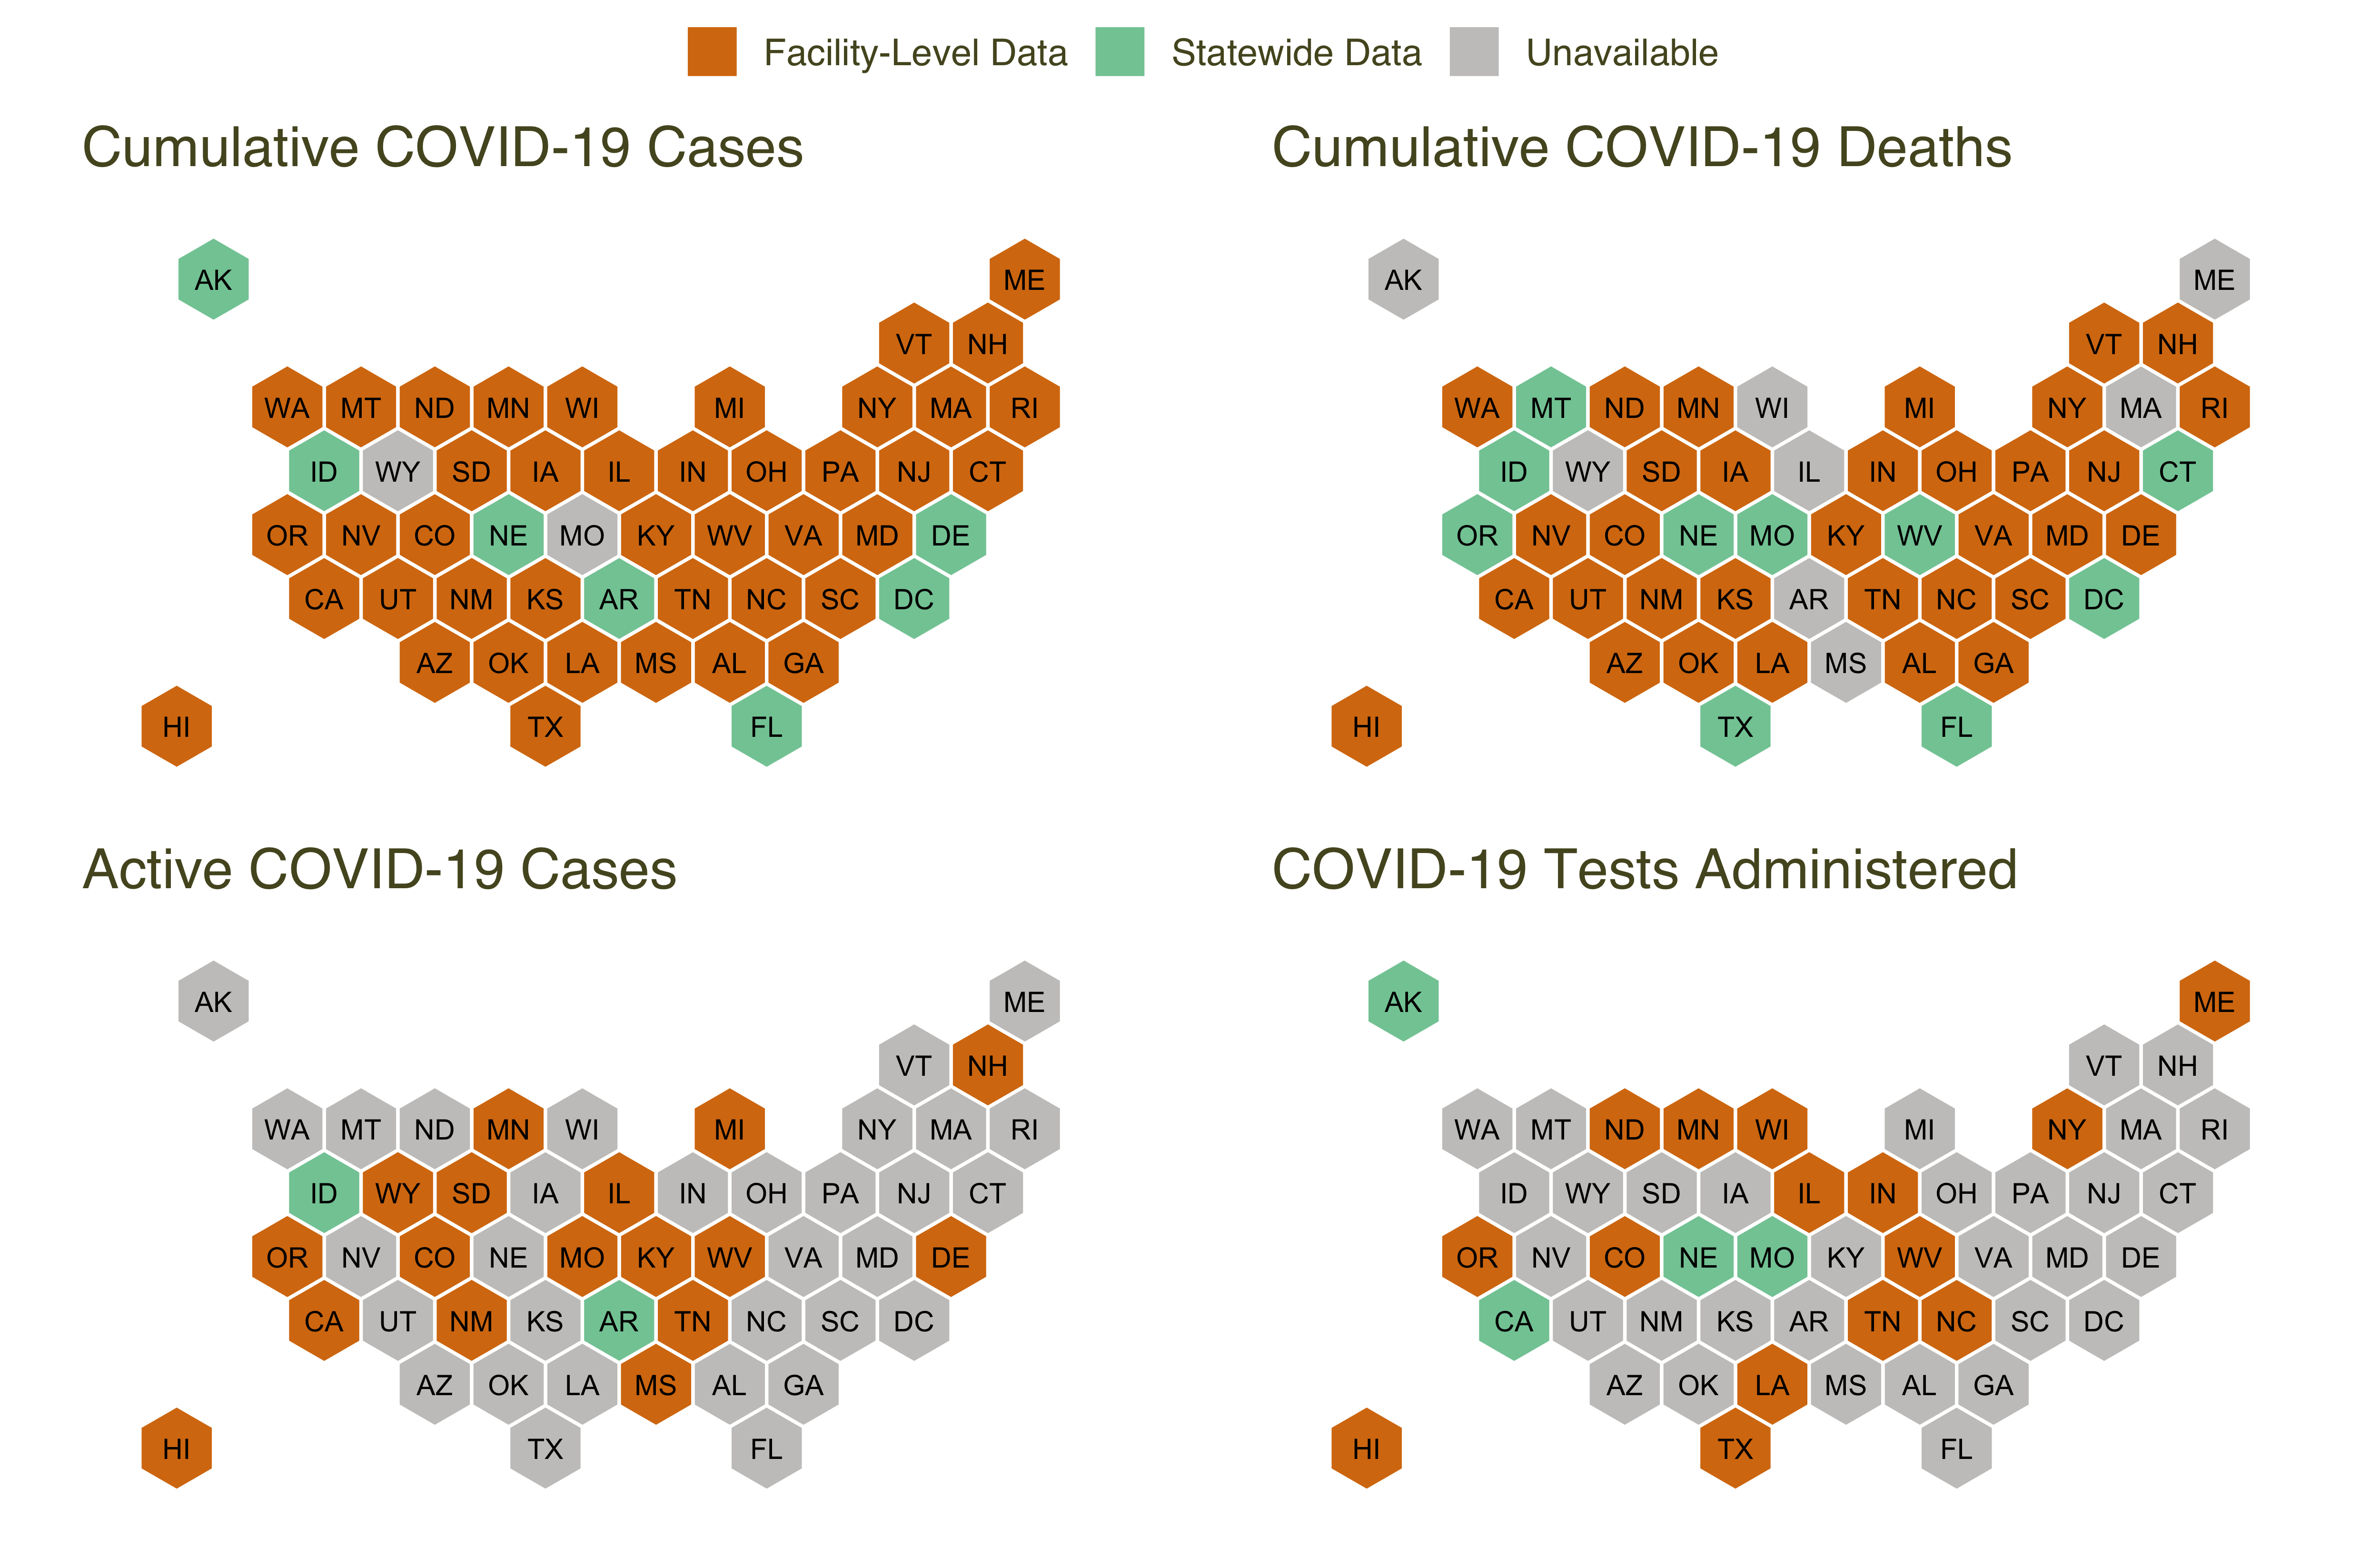 Facility-Level Data Statewide Data Unavailable
Cumulative COVID-19 Cases
AK ME
VT NH
WA MT ND MN WI MI NY MA RI
ID WY SD IA IL IN OH PA NJ CT
OR NV CO NE MO KY WV VA MD DE
CA UT NM KS AR TN NC SC DC
AZ OK LA MS AL GA
HI TX FL
Cumulative COVID-19 Deaths
AK ME
VT NH
WA MT ND MN WI MI NY MA RI
ID WY SD IA IL IN OH PA NJ CT
OR NV CO NE MO KY WV VA MD DE
CA UT NM KS AR TN NC SC DC
AZ OK LA MS AL GA
HI TX FL
Active COVID-19 Cases
AK ME
VT NH
WA MT ND MN WI MI NY MA RI
ID WY SD IA IL IN OH PA NJ CT
OR NV CO NE MO KY WV VA MD DE
CA UT NM KS AR TN NC SC DC
AZ OK LA MS AL GA
HI TX FL
COVID-19 Tests Administered
AK ME
VT NH
WA MT ND MN WI MI NY MA RI
ID WY SD IA IL IN OH PA NJ CT
OR NV CO NE MO KY WV VA MD DE
CA UT NM KS AR TN NC SC DC
AZ OK LA MS AL GA
HI TX FL